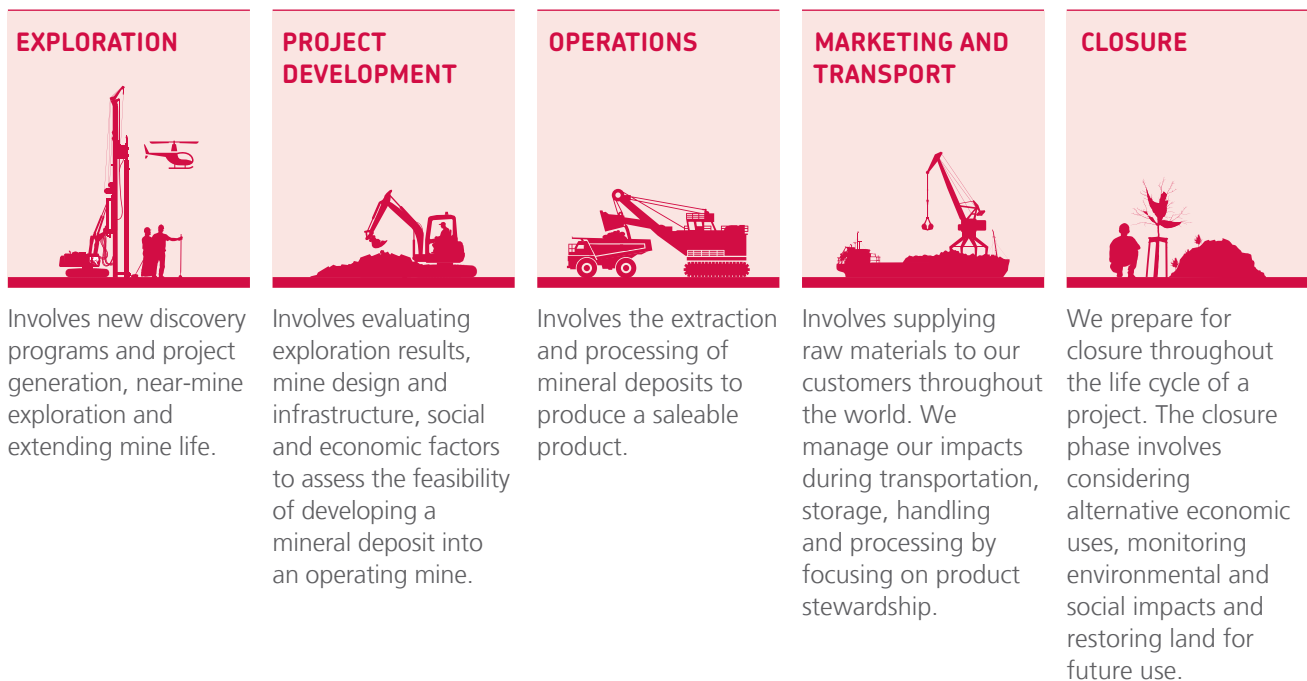 EXPLORATION
Involves new discovery
programs and project
generation, near-mine
exploration and
extending mine life.
PROJECT
DEVELOPMENT
Involves evaluating
exploration results,
mine design and
infrastructure, social
and economic factors
to assess the feasibility
of developing a
mineral deposit into
an operating mine.
OPERATIONS
Involves the extraction
and processing of
mineral deposits to
produce a saleable
product.
MARKETING AND
TRANSPORT
Involves supplying
raw materials to our
customers throughout
the world. We
manage our impacts
during transportation,
storage, handling
and processing by
focusing on product
stewardship.
CLOSURE
We prepare for
closure throughout
the life cycle of a
project. The closure
phase involves
considering
alternative economic
uses, monitoring
environmental and
social impacts and
restoring land for
future use.